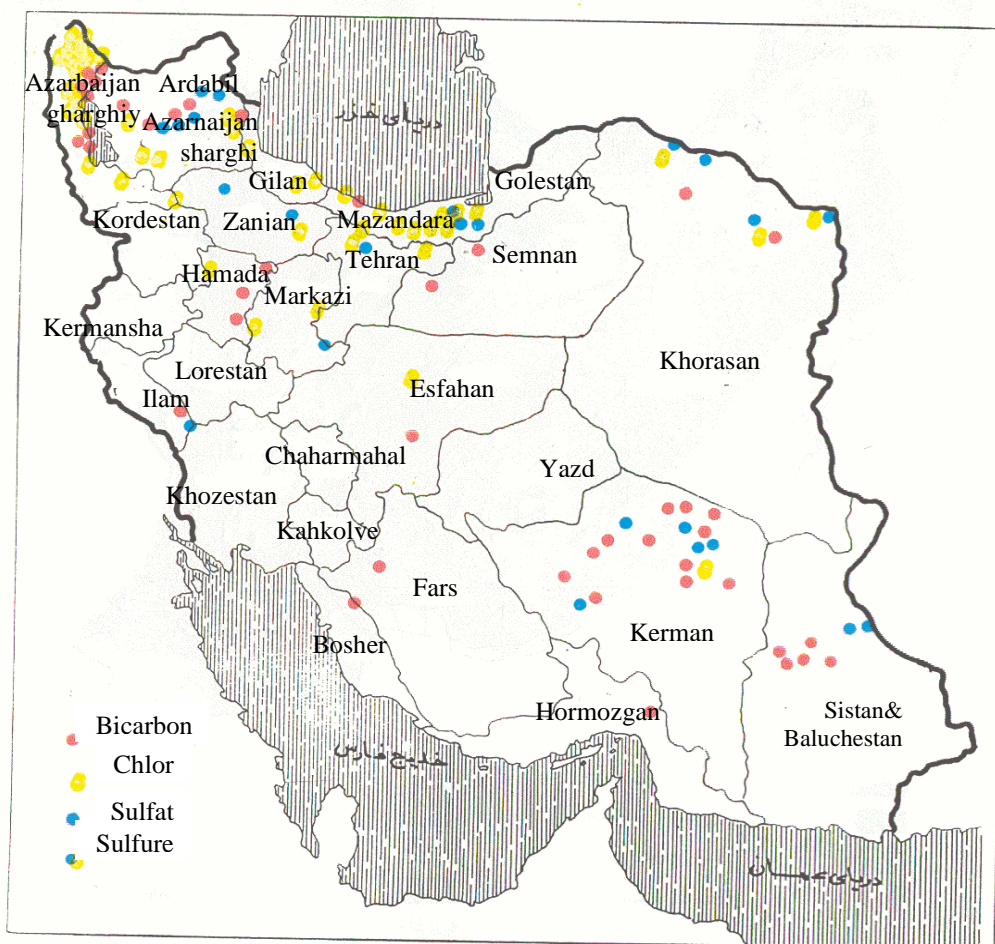 Azarbaijan
gharghiy
Ardabil
Azarnaijan
sharghi
دریای خزر
Gilan
Golestan
Kordestan
Zanjan
Mazandara
Tehran
Semnan
Hamada
Markazi
Kermansha
Khorasan
Lorestan
Esfahan
Ilam
Chaharmahal
Yazd
Khozestan
Kahkolve
Fars
Bosher
Kerman
Hormozgan
Sistan&
Baluchestan
خلیج فارس
دریای عمان
Bicarbon
Chlor
Sulfat
Sulfure